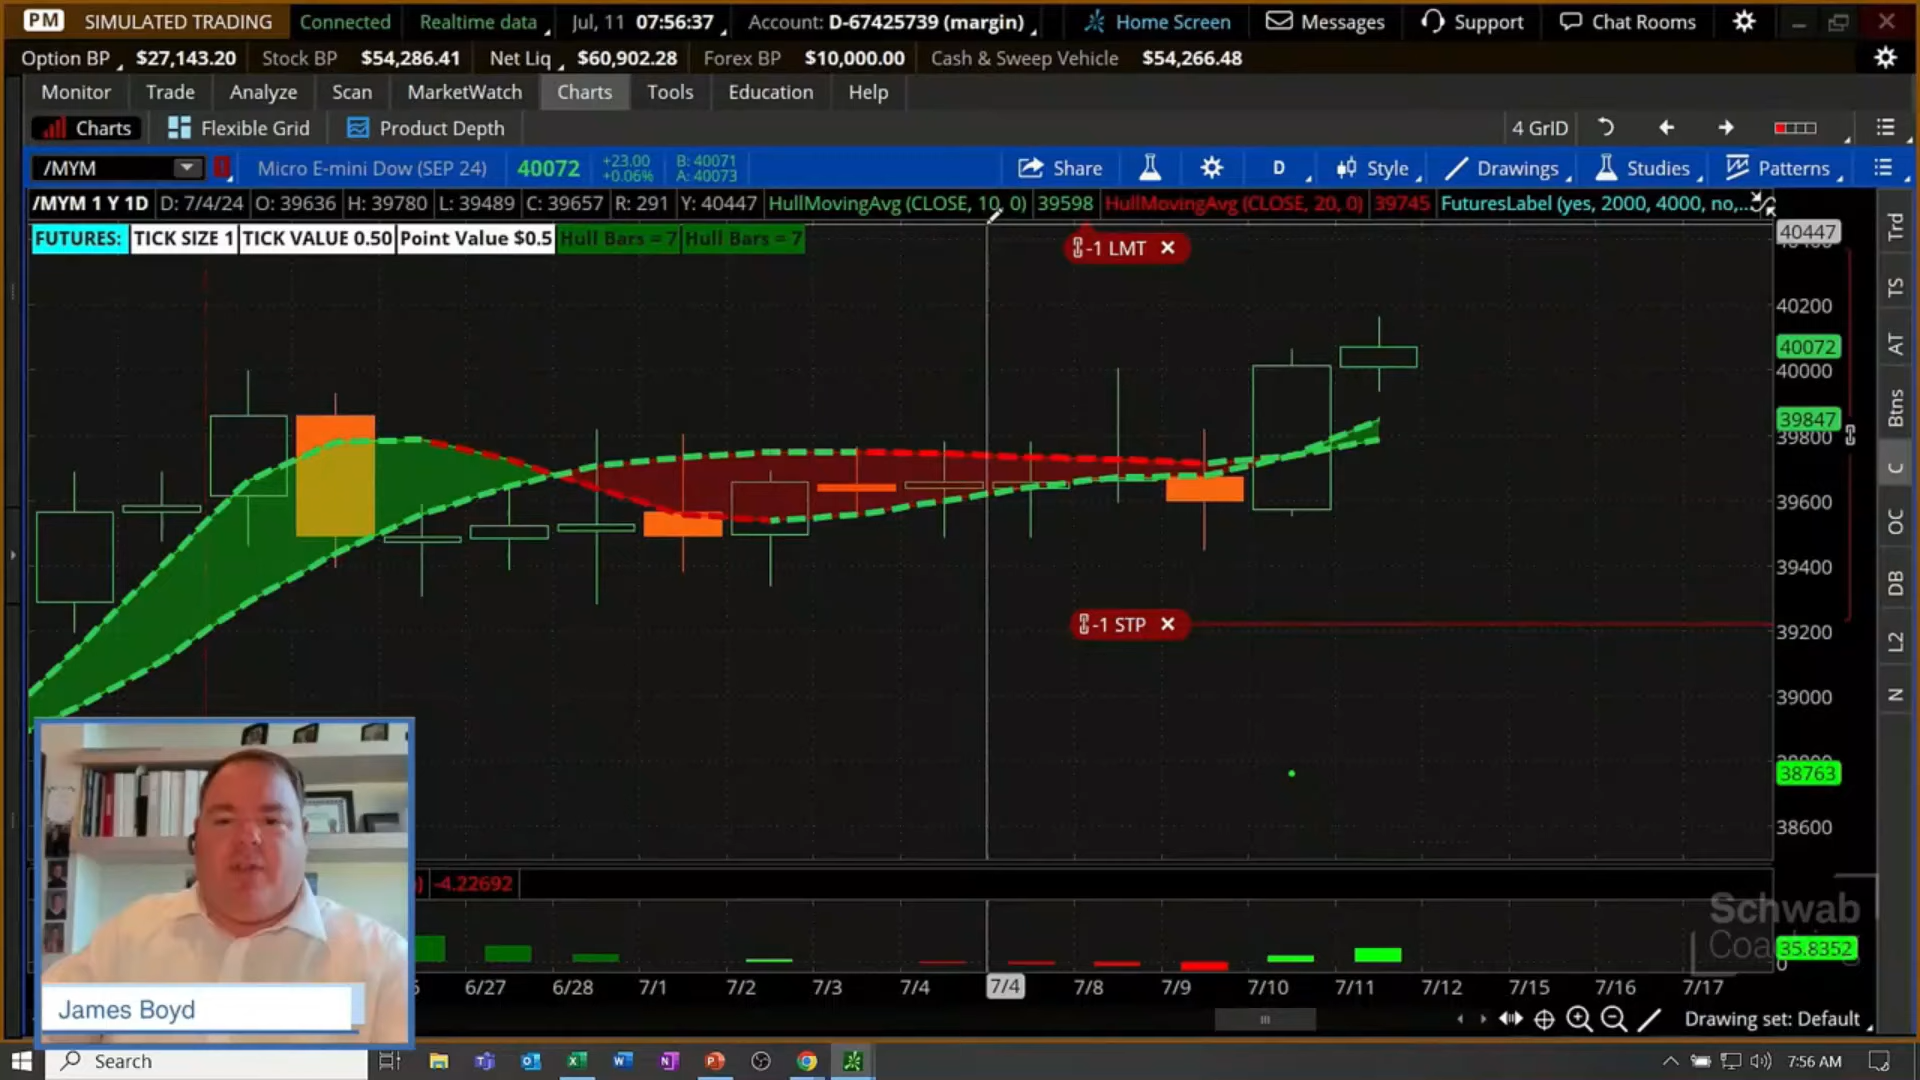 PM SIMULATED TRADING Connected Realtime data Jul, 11 07:56:37 Account: D-67425739 (margin) Home Screen Messages Support Chat Rooms
Option BP $27,143.20 Stock BP $54,286.41 Net Liq $60,902.28 Forex BP $10,000.00 Cash & Sweep Vehicle $54,266.48
Monitor Trade Analyze Scan MarketWatch Charts Tools Education Help
Charts Flexible Grid Product Depth 4 GrID
/MYM Micro E-mini Dow (SEP 24) 40072 +23.00 B: 40071 Share D Style Drawings Studies Patterns
+0.06% A: 40073
/MYM 1 Y 1D D: 7/4/24 O: 39636 H: 39780 L: 39489 C: 39657 R: 291 Y: 40447 HullMovingAvg (CLOSE, 10, 0) 39598 HullMovingAvg (CLOSE, 20, 0) 39745 FuturesLabel (yes, 2000, 4000, no,...
FUTURES: TICK SIZE 1 TICK VALUE 0.50 Point Value $0.5 Hull Bars = 7 Hull Bars = 7
-1 LMT
40447
40200
40072
40000
39847
39800
39600
39400
-1 STP
39200
39000
38763
38600
Trd
TS
AT
Btns
C
OC
DB
L2
N
-4.22692
Schwab
35.8352
0
6/27 6/28 7/1 7/2 7/3 7/4 7/4 7/8 7/9 7/10 7/11 7/12 7/15 7/16 7/17
James Boyd
Drawing set: Default
Search 7:56 AM